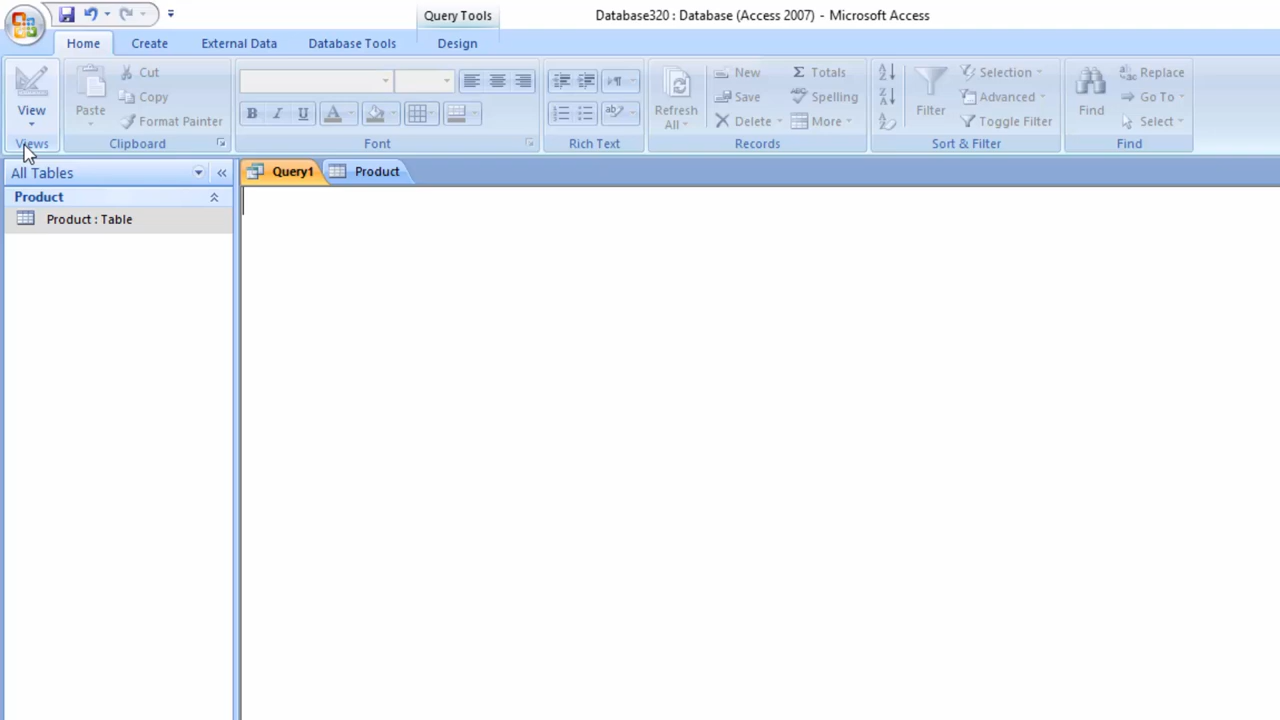 Query Tools
Database320 : Database (Access 2007) - Microsoft Access
Home Create External Data Database Tools Design
View
Views
Paste
Cut
Copy
Format Painter
Clipboard
B I U A
Font
Rich Text
Refresh All
New
Save
Delete
Σ Totals
Spelling
More
Records
Filter
Selection
Advanced
Toggle Filter
Sort & Filter
Find
Replace
Go To
Select
Find
All Tables
Product
Product : Table
Query1 Product